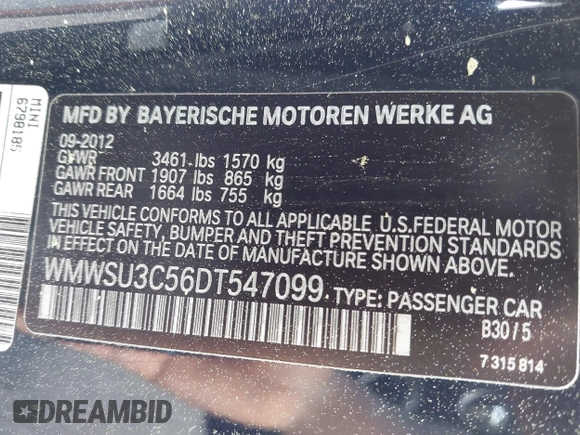 MINI
6798185
MFD BY BAYERISCHE MOTOREN WERKE AG
09-2012
GVWR 3461 lbs 1570 kg
GAWR FRONT 1907 lbs 865 kg
GAWR REAR 1664 lbs 755 kg
THIS VEHICLE CONFORMS TO ALL APPLICABLE U.S.FEDERAL MOTOR
VEHICLE SAFETY, BUMPER AND THEFT PREVENTION STANDARDS
IN EFFECT ON THE DATE OF MANUFACTURE SHOWN ABOVE.
WMWSU3C56DT547099 TYPE: PASSENGER CAR
B30/5
7 315 814
DREAMBID